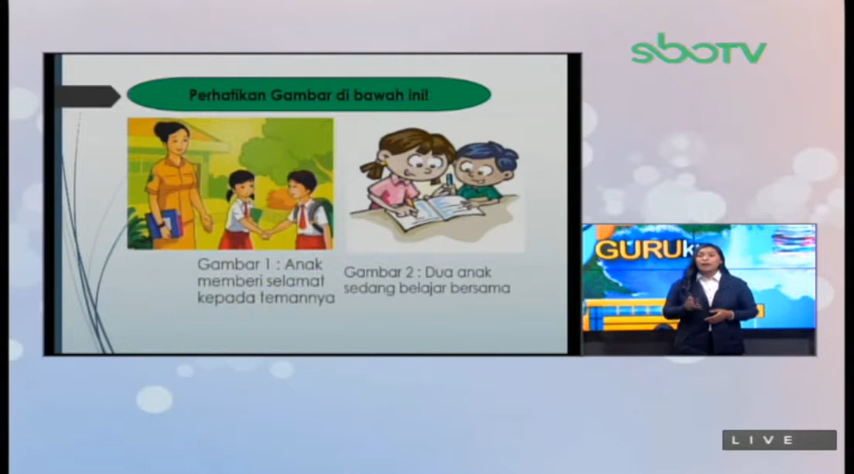 sboTV
Perhatikan Gambar di bawah ini!
Gambar 1 : Anak
memberi selamat
kepada temannya
Gambar 2 : Dua anak
sedang belajar bersama
GURUk
LIVE